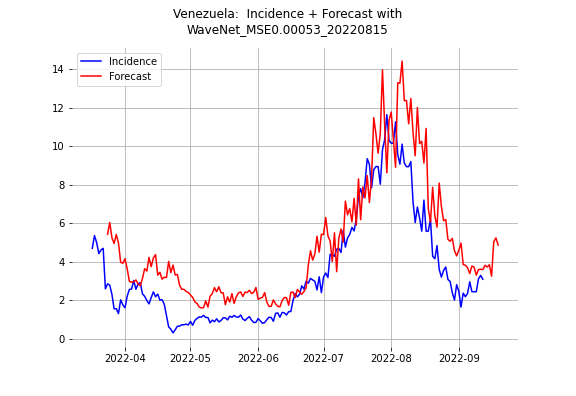 Venezuela:  Incidence + Forecast with
WaveNet_MSE0.00053_20220815
Incidence
Forecast
14
12
10
8
6
4
2
0
2022-04 2022-05 2022-06 2022-07 2022-08 2022-09